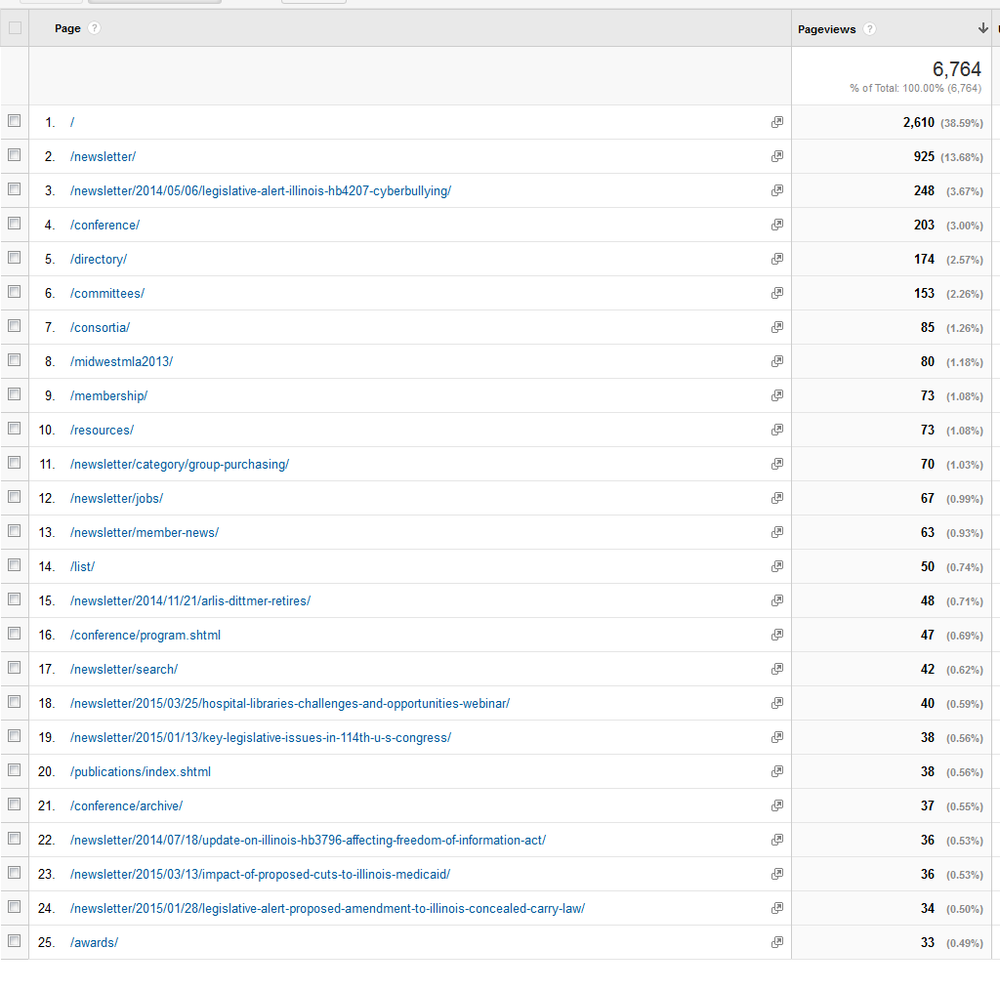 Page ? Pageviews ?
6,764
% of Total: 100.00% (6,764)
1. / 2,610 (38.59%)
2. /newsletter/ 925 (13.68%)
3. /newsletter/2014/05/06/legislative-alert-illinois-hb4207-cyberbullying/ 248 (3.67%)
4. /conference/ 203 (3.00%)
5. /directory/ 174 (2.57%)
6. /committees/ 153 (2.26%)
7. /consortia/ 85 (1.26%)
8. /midwestmla2013/ 80 (1.18%)
9. /membership/ 73 (1.08%)
10. /resources/ 73 (1.08%)
11. /newsletter/category/group-purchasing/ 70 (1.03%)
12. /newsletter/jobs/ 67 (0.99%)
13. /newsletter/member-news/ 63 (0.93%)
14. /list/ 50 (0.74%)
15. /newsletter/2014/11/21/arlis-dittmer-retires/ 48 (0.71%)
16. /conference/program.shtml 47 (0.69%)
17. /newsletter/search/ 42 (0.62%)
18. /newsletter/2015/03/25/hospital-libraries-challenges-and-opportunities-webinar/ 40 (0.59%)
19. /newsletter/2015/01/13/key-legislative-issues-in-114th-u-s-congress/ 38 (0.56%)
20. /publications/index.shtml 38 (0.56%)
21. /conference/archive/ 37 (0.55%)
22. /newsletter/2014/07/18/update-on-illinois-hb3796-affecting-freedom-of-information-act/ 36 (0.53%)
23. /newsletter/2015/03/13/impact-of-proposed-cuts-to-illinois-medicaid/ 36 (0.53%)
24. /newsletter/2015/01/28/legislative-alert-proposed-amendment-to-illinois-concealed-carry-law/ 34 (0.50%)
25. /awards/ 33 (0.49%)